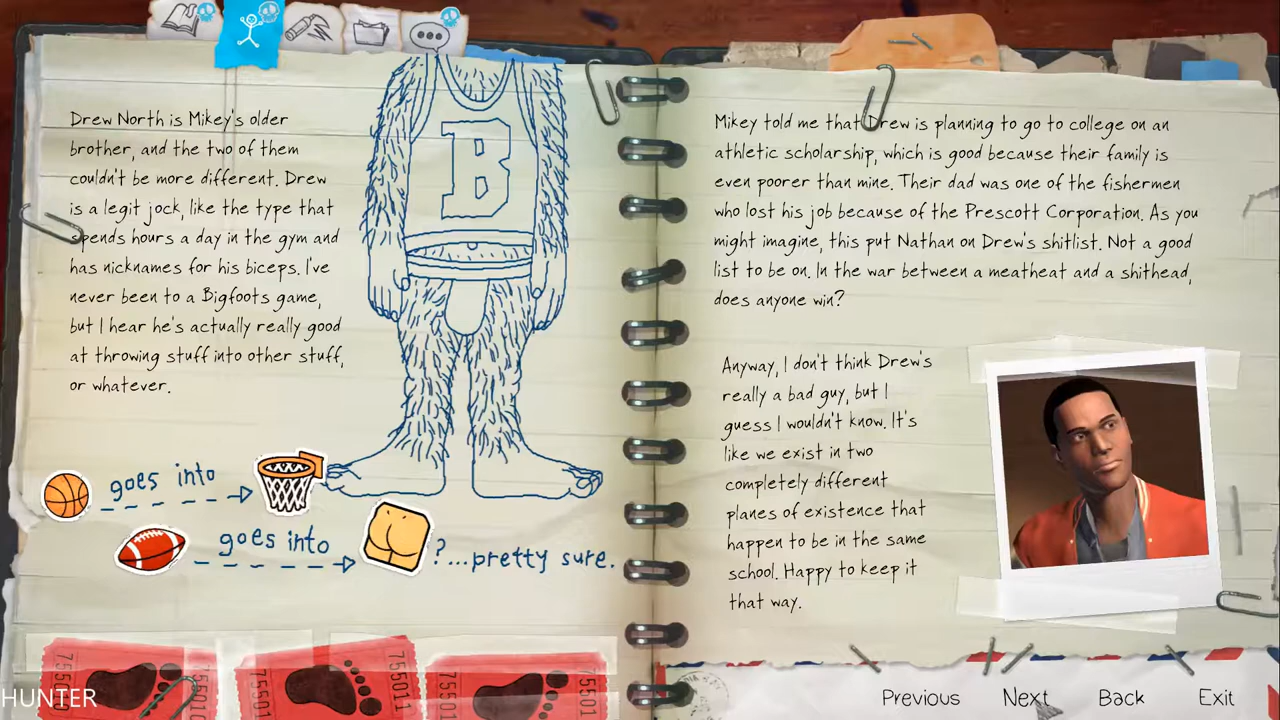 Drew North is Mikey's older
brother, and the two of them
couldn't be more different. Drew
is a legit jock, like the type that
spends hours a day in the gym and
has nicknames for his biceps. I've
never been to a Bigfoots game,
but I hear he's actually really good
at throwing stuff into other stuff,
or whatever.
B
goes into
goes into
?...pretty sure.
75501
75501
755011
755011
HUNTER
Mikey told me that Drew is planning to go to college on an
athletic scholarship, which is good because their family is
even poorer than mine. Their dad was one of the fishermen
who lost his job because of the Prescott Corporation. As you
might imagine, this put Nathan on Drew's shitlist. Not a good
list to be on. In the war between a meatheat and a shithead,
does anyone win?
Anyway, I don't think Drew's
really a bad guy, but I
guess I wouldn't know. It's
like we exist in two
completely different
planes of existence that
happen to be in the same
school. Happy to keep it
that way.
Previous Next Back Exit